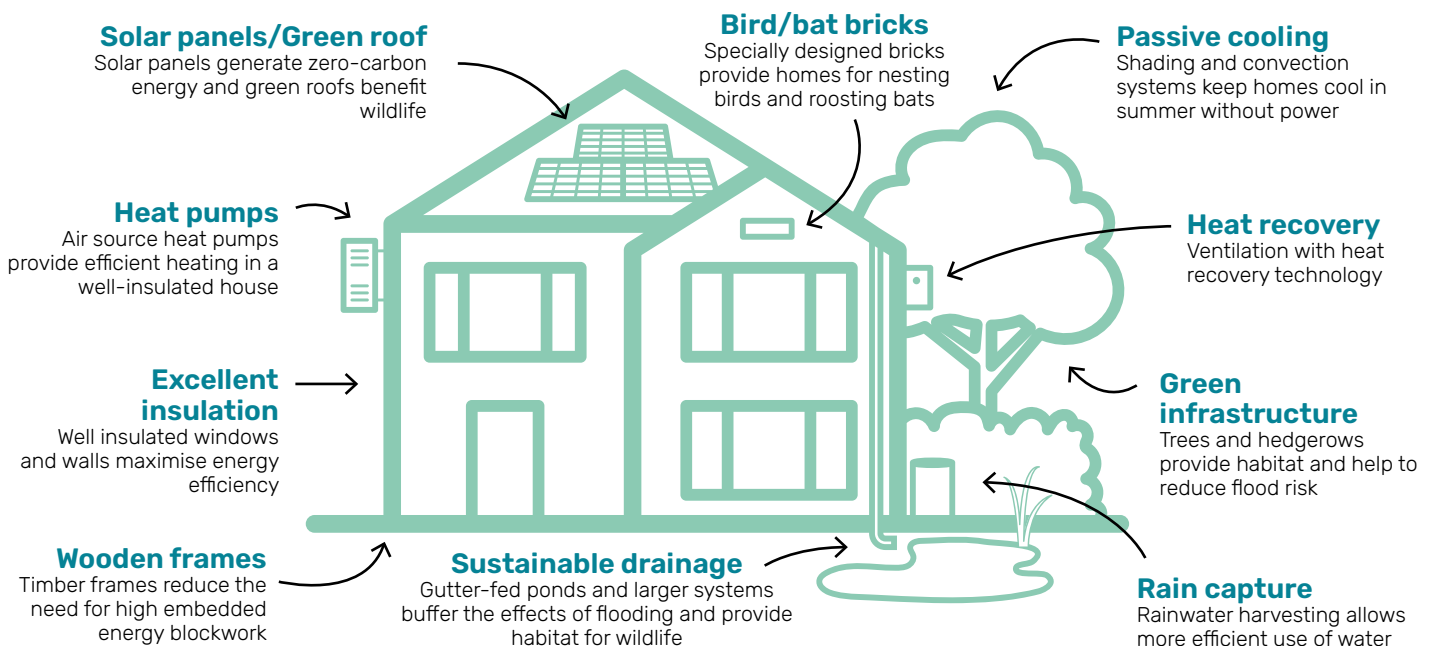 Solar panels/Green roof
Solar panels generate zero-carbon
energy and green roofs benefit
wildlife
Bird/bat bricks
Specially designed bricks
provide homes for nesting
birds and roosting bats
Passive cooling
Shading and convection
systems keep homes cool in
summer without power
Heat pumps
Air source heat pumps
provide efficient heating in a
well-insulated house
Heat recovery
Ventilation with heat
recovery technology
Excellent
insulation
Well insulated windows
and walls maximise energy
efficiency
Green
infrastructure
Trees and hedgerows
provide habitat and help to
reduce flood risk
Wooden frames
Timber frames reduce the
need for high embedded
energy blockwork
Sustainable drainage
Gutter-fed ponds and larger systems
buffer the effects of flooding and provide
habitat for wildlife
Rain capture
Rainwater harvesting allows
more efficient use of water